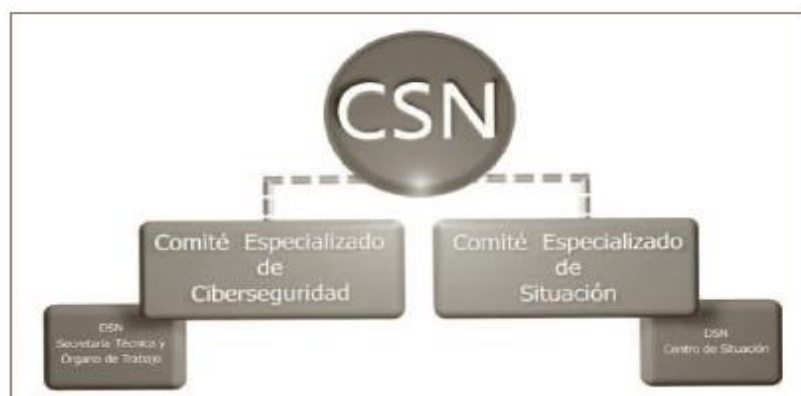 CSN
Comité Especializado
de
Ciberseguridad
Comité Especializado
de
Situación
DSN
Secretaría Técnica y
Órgano de Trabajo
DSN
Centro de Situación